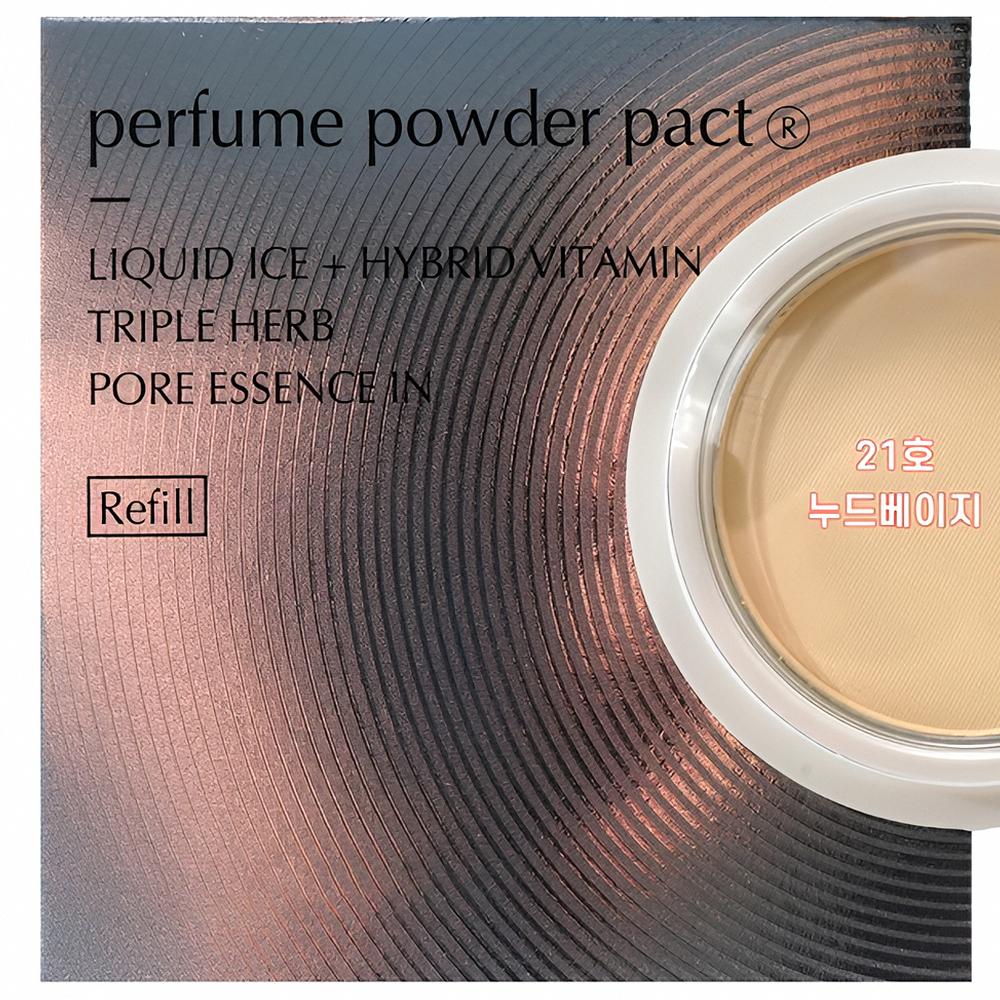 perfume powder pact®
LIQUID ICE + HYBRID VITAMIN
TRIPLE HERB
PORE ESSENCE IN
Refill
21호
누드베이지